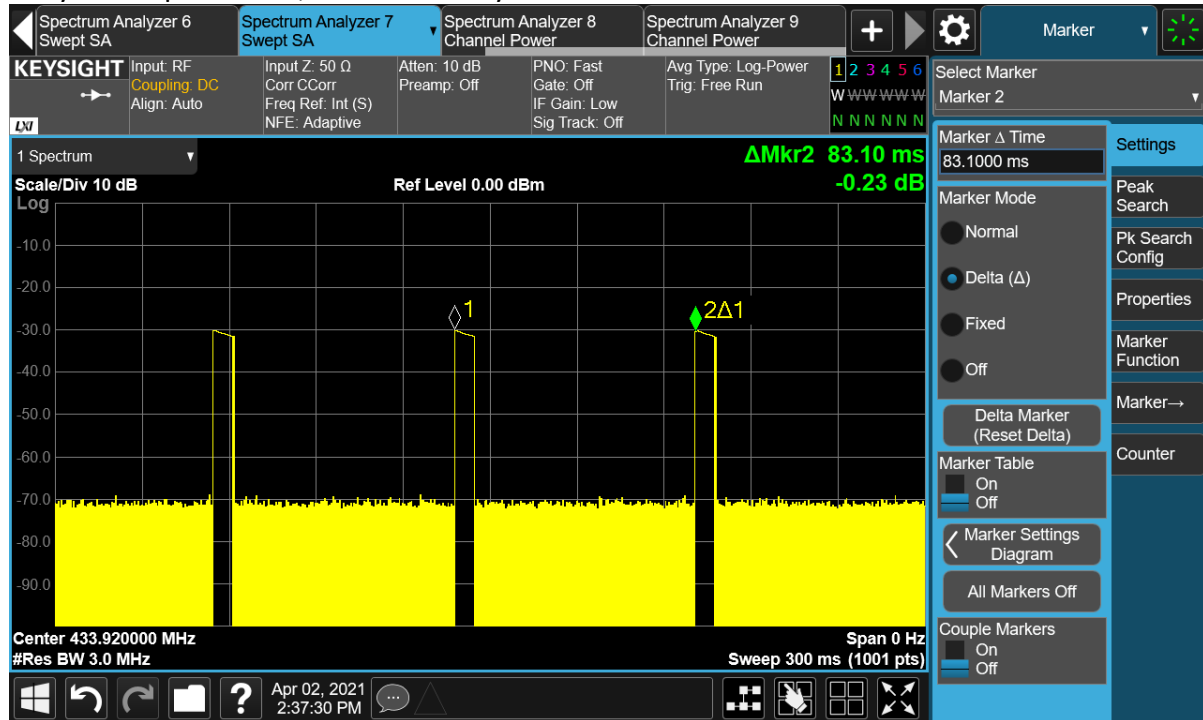 Spectrum Analyzer 6
Swept SA
Spectrum Analyzer 7
Swept SA
Spectrum Analyzer 8
Channel Power
Spectrum Analyzer 9
Channel Power
+
Marker
KEYSIGHT
LXI
Input: RF
Coupling: DC
Align: Auto
Input Z: 50 Ω
Corr CCorr
Freq Ref: Int (S)
NFE: Adaptive
Atten: 10 dB
Preamp: Off
PNO: Fast
Gate: Off
IF Gain: Low
Sig Track: Off
Avg Type: Log-Power
Trig: Free Run
1 2 3 4 5 6
W W W W W W
N N N N N N
Select Marker
Marker 2
1 Spectrum
ΔMkr2 83.10 ms
-0.23 dB
Scale/Div 10 dB
Ref Level 0.00 dBm
Log
-10.0
-20.0
-30.0
-40.0
-50.0
-60.0
-70.0
-80.0
-90.0
1
2Δ1
Center 433.920000 MHz
#Res BW 3.0 MHz
Span 0 Hz
Sweep 300 ms (1001 pts)
Marker Δ Time
83.1000 ms
Marker Mode
Normal
Delta (Δ)
Fixed
Off
Delta Marker
(Reset Delta)
Marker Table
On
Off
Marker Settings
Diagram
All Markers Off
Couple Markers
On
Off
Settings
Peak
Search
Pk Search
Config
Properties
Marker
Function
Marker→
Counter
?
Apr 02, 2021
2:37:30 PM